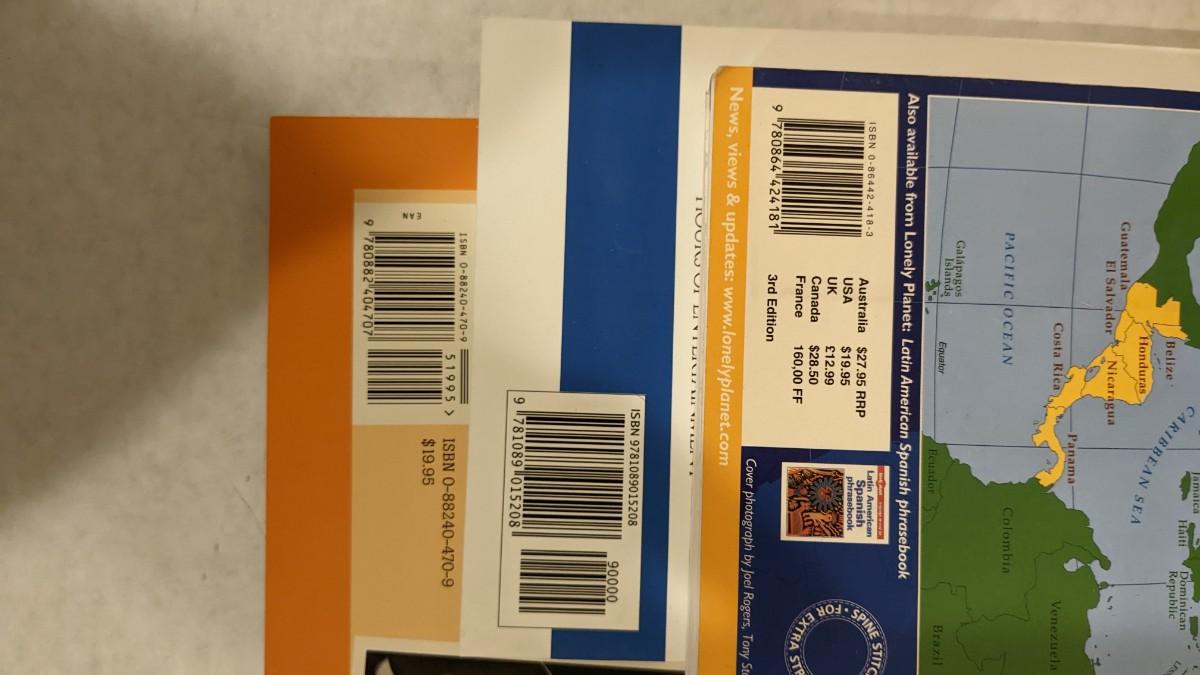 EAN
ISBN 0-88240-470-9
9 780882 404707
51995 >
ISBN 0-88240-470-9
$19.95
ISBN 9781089015208
9 781089 015208
90000
HOURS OF ENTERTAINMENT
Also available from Lonely Planet: Latin American Spanish phrasebook
ISBN 0-86442-418-3
9 780864 424181
Australia $27.95 RRP
USA $19.95
UK £12.99
Canada $28.50
France 160,00 FF
3rd Edition
News, views & updates: www.lonelyplanet.com
Latin American
Spanish
phrasebook
Cover photograph by Joel Rogers, Tony
SPINE STITC
FOR EXTRA STR
CARIBBEAN SEA
Haiti
Dominican
Republic
Belize
Guatemala
Honduras
El Salvador
Nicaragua
Costa Rica
Panama
PACIFIC OCEAN
Galápagos
Islands
Equator
Colombia
Venezuela
Ecuador
Brazil